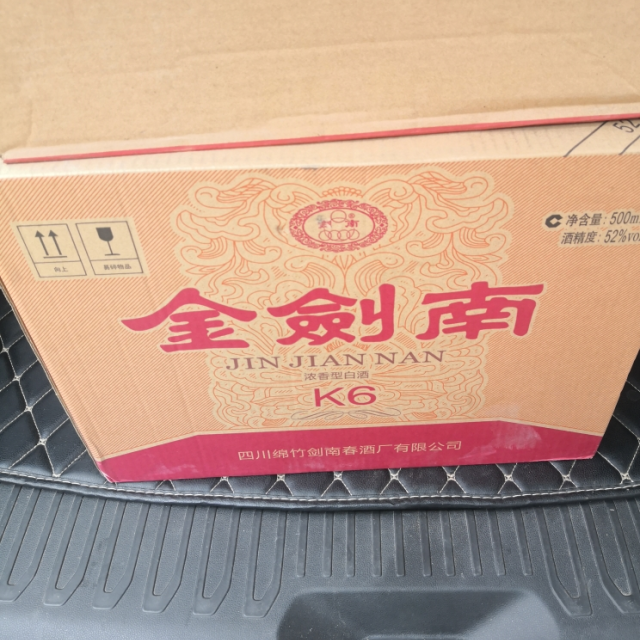 净含量: 500m
酒精度: 52%vol
向上
易碎物品
金劍南
JIN JIAN NAN
浓香型白酒
K6
四川绵竹剑南春酒厂有限公司